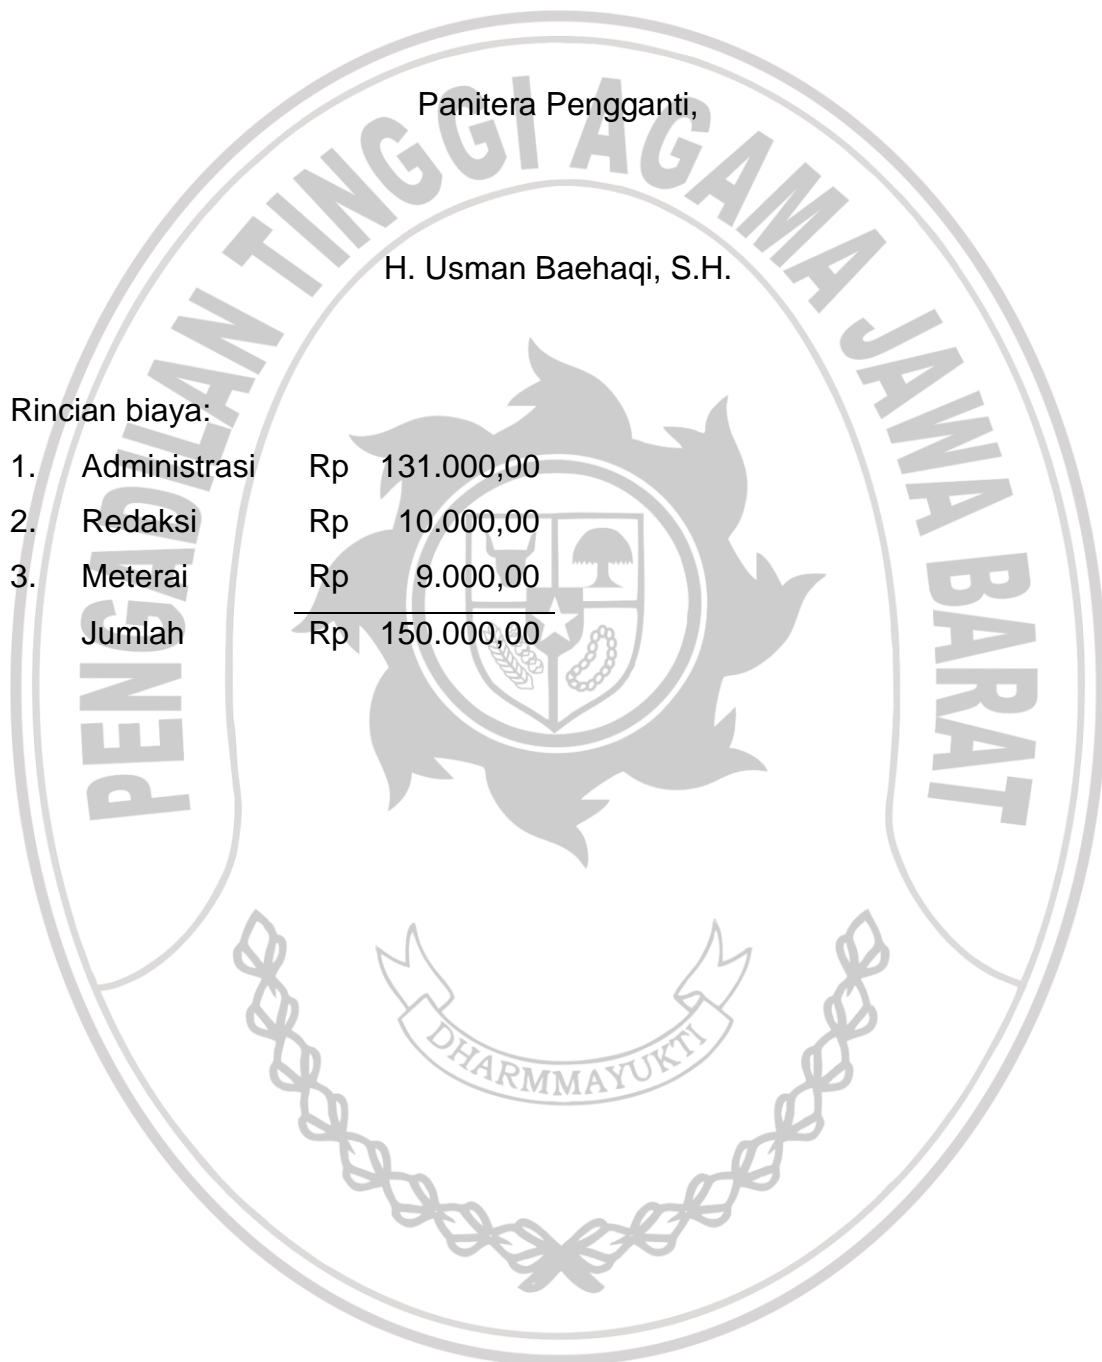 Panitera Pengganti,
H. Usman Baehaqi, S.H.
Rincian biaya:
1. Administrasi Rp 131.000,00
2. Redaksi Rp 10.000,00
3. Meterai Rp 9.000,00
Jumlah Rp 150.000,00
PENGADILAN TINGGI AGAMA JAWA BARAT
DHARMMAYUKTI